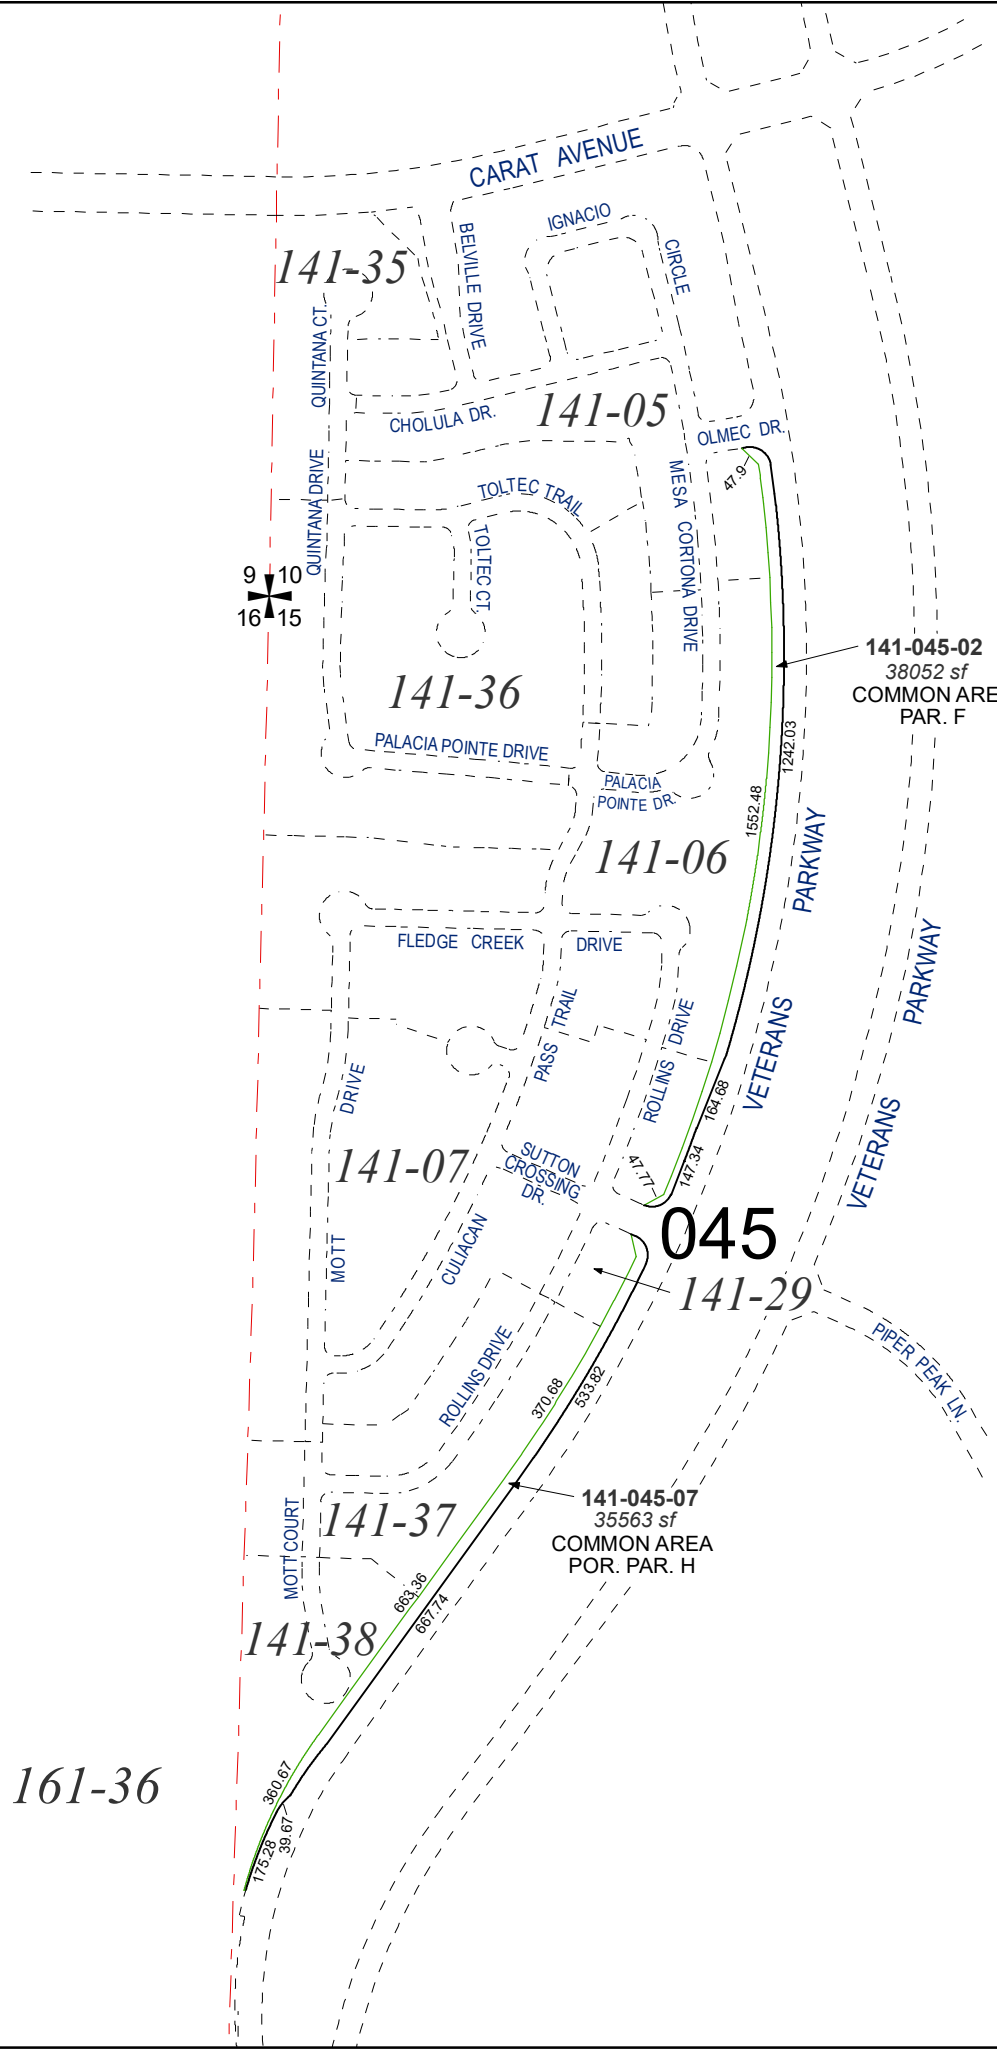 CARAT AVENUE
IGNACIO
CIRCLE
BELVILLE DRIVE
141-35
QUINTANA CT.
CHOLULA DR.
141-05
OLMEC DR.
47.9
QUINTANA DRIVE
TOLTEC TRAIL
MESA CORTONA DRIVE
TOLTEC CT.
9 10
16 15
141-045-02
38052 sf
COMMON ARE
PAR. F
141-36
1242.03
PALACIA POINTE DRIVE
PALACIA
POINTE DR.
1552.48
141-06
PARKWAY
FLEDGE CREEK DRIVE
PARKWAY
PASS TRAIL
ROLLINS DRIVE
VETERANS
DRIVE
164.68
VETERANS
141-07
SUTTON
CROSSING
DR.
47.77
147.34
045
MOTT
CULIACAN
141-29
PIPER PEAK LN.
ROLLINS DRIVE
370.68
533.82
141-045-07
35563 sf
COMMON AREA
POR. PAR. H
141-37
MOTT COURT
663.36
667.74
141-38
161-36
360.67
39.67
175.28